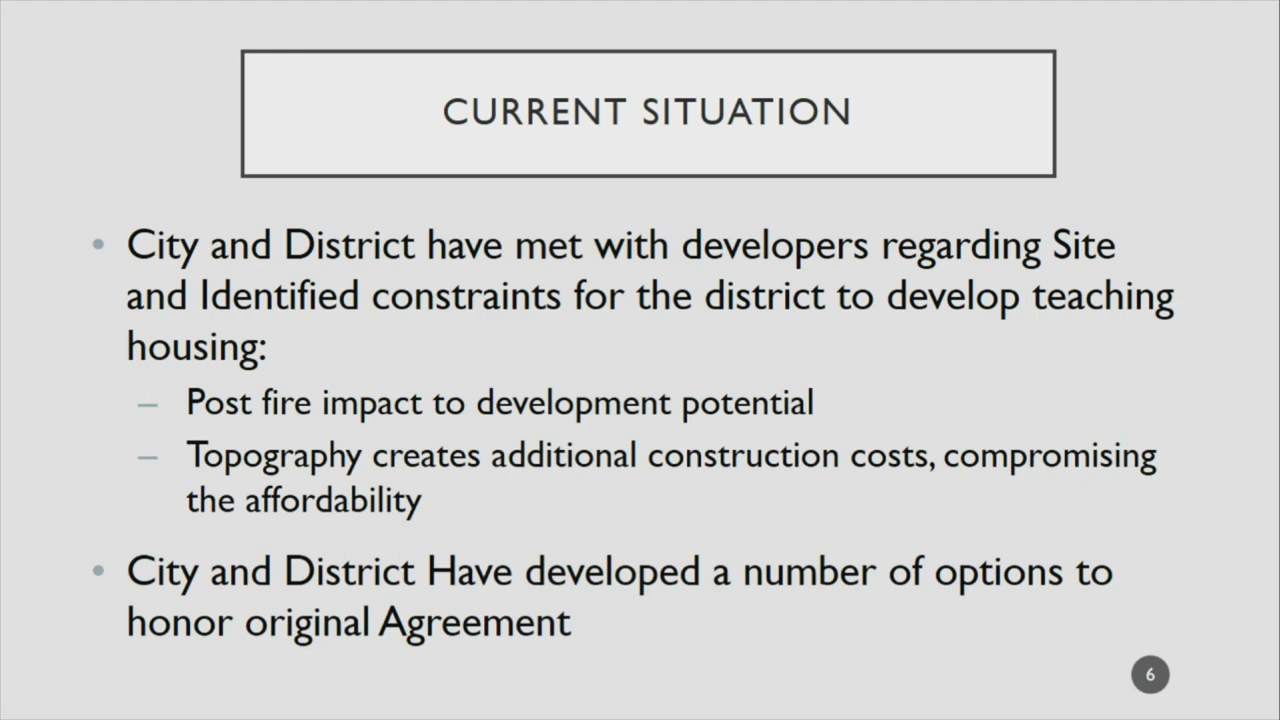 CURRENT SITUATION
• City and District have met with developers regarding Site
and Identified constraints for the district to develop teaching
housing:
– Post fire impact to development potential
– Topography creates additional construction costs, compromising
the affordability
• City and District Have developed a number of options to
honor original Agreement
6